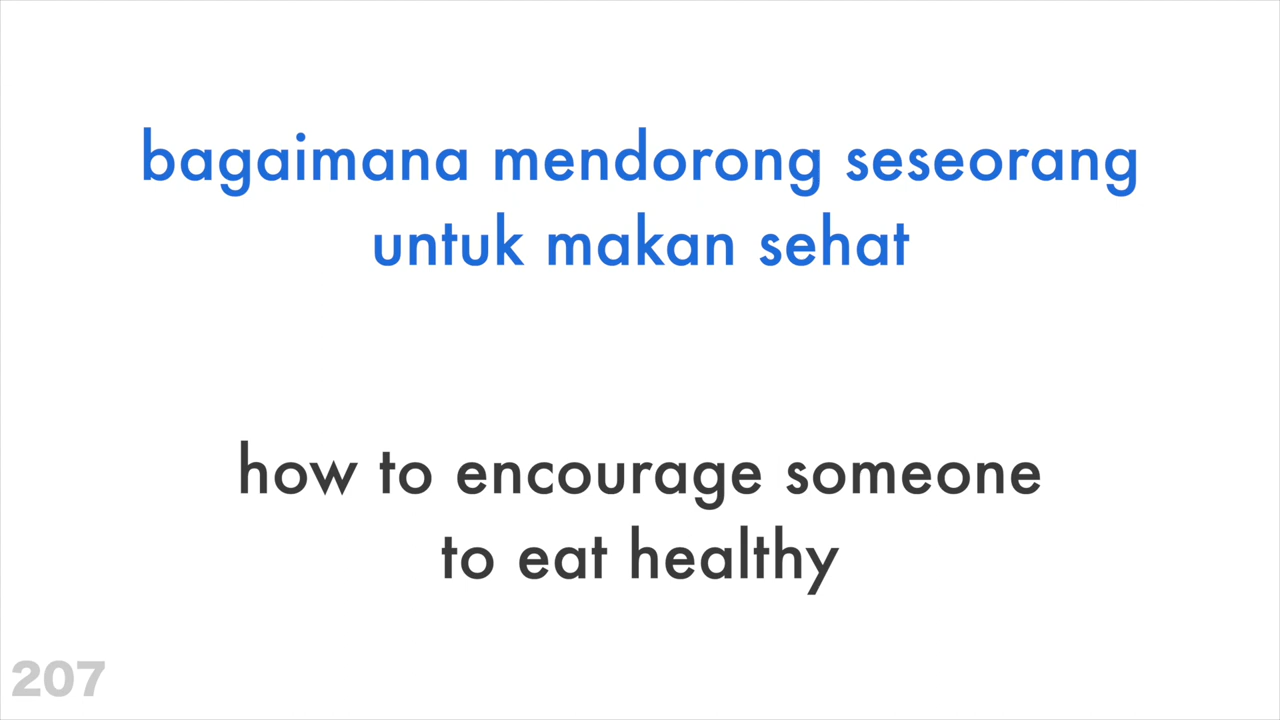 bagaimana mendorong seseorang
untuk makan sehat
how to encourage someone
to eat healthy
207